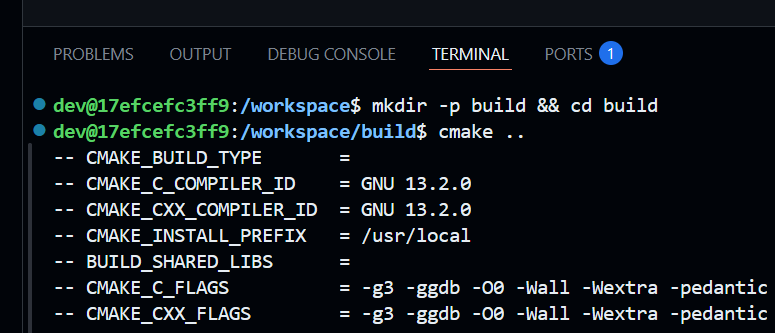 PROBLEMS OUTPUT DEBUG CONSOLE TERMINAL PORTS 1
dev@17efcefc3ff9:/workspace$ mkdir -p build && cd build
dev@17efcefc3ff9:/workspace/build$ cmake ..
-- CMAKE_BUILD_TYPE       =
-- CMAKE_C_COMPILER_ID    = GNU 13.2.0
-- CMAKE_CXX_COMPILER_ID  = GNU 13.2.0
-- CMAKE_INSTALL_PREFIX   = /usr/local
-- BUILD_SHARED_LIBS      =
-- CMAKE_C_FLAGS          = -g3 -ggdb -O0 -Wall -Wextra -pedantic
-- CMAKE_CXX_FLAGS        = -g3 -ggdb -O0 -Wall -Wextra -pedantic